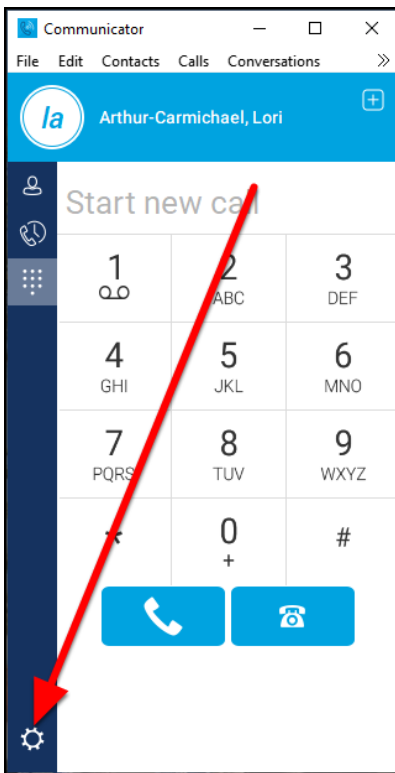 Communicator
File Edit Contacts Calls Conversations »
la
Arthur-Carmichael, Lori
Start new call
1 2 3
ABC DEF
4 5 6
GHI JKL MNO
7 8 9
PQRS TUV WXYZ
* 0 #
+